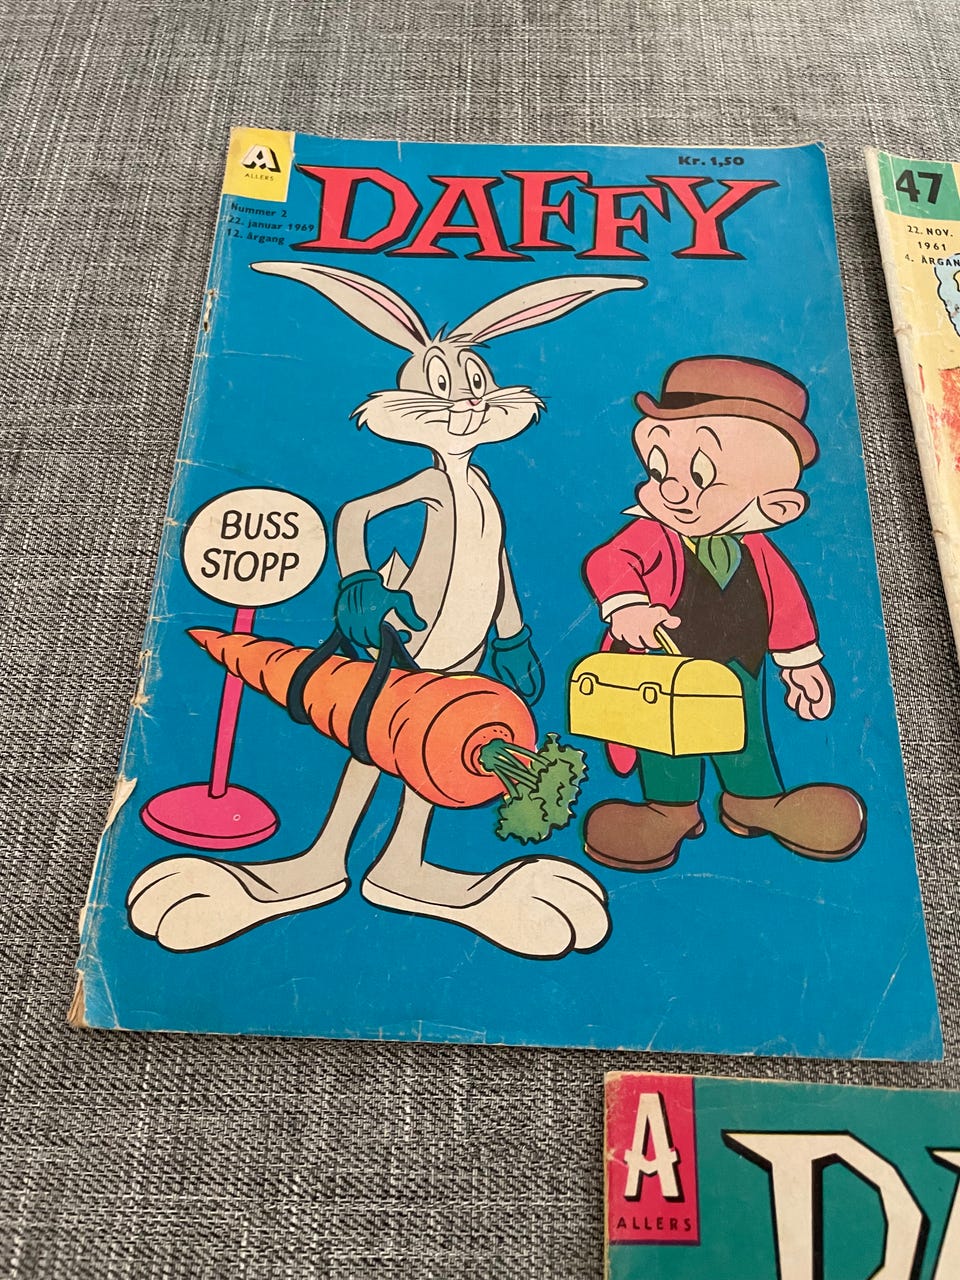 A
ALLERS
Kr. 1,50
DAFFY
Nummer 2
22. januar 1969
12. årgang
BUSS
STOPP
47
22. NOV.
1961
4. ÅRGAN
A
ALLERS
D